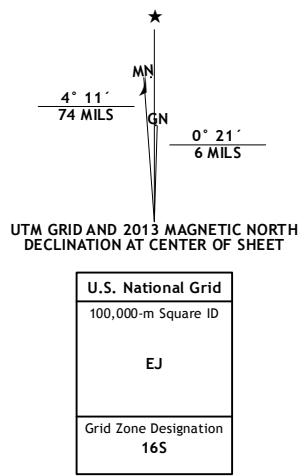 MN
GN
4° 11´
74 MILS
0° 21´
6 MILS
UTM GRID AND 2013 MAGNETIC NORTH
DECLINATION AT CENTER OF SHEET
U.S. National Grid
100,000-m Square ID
EJ
Grid Zone Designation
16S